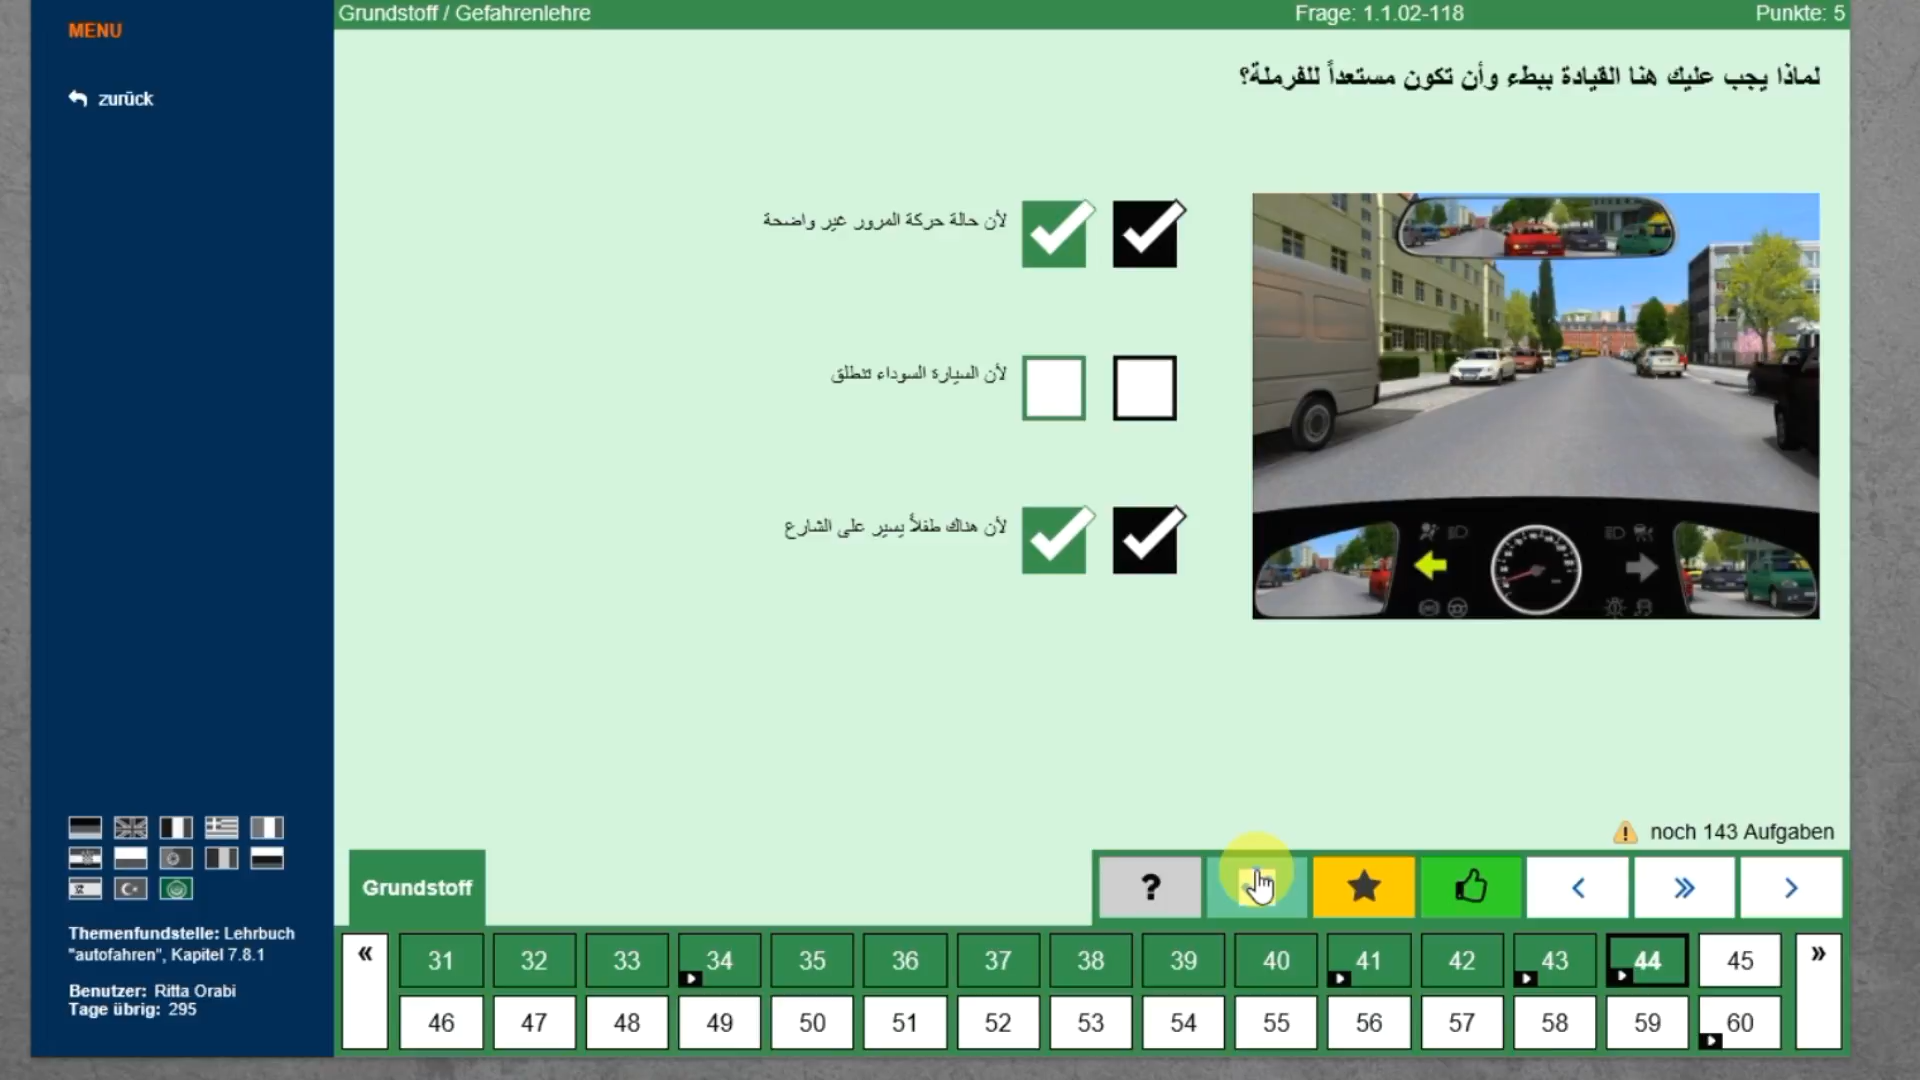 MENU
zurück
Grundstoff / Gefahrenlehre
Frage: 1.1.02-118
Punkte: 5
لماذا يجب عليك هنا القيادة ببطء وأن تكون مستعداً للفرملة؟
لأن حالة حركة المرور غير واضحة
لأن السيارة السوداء تنطلق
لأن هناك طفلاً يسير على الشارع
noch 143 Aufgaben
Grundstoff
?
« 31 32 33 34 35 36 37 38 39 40 41 42 43 44 45 »
46 47 48 49 50 51 52 53 54 55 56 57 58 59 60
Themenfundstelle: Lehrbuch
"autofahren", Kapitel 7.8.1
Benutzer: Ritta Orabi
Tage übrig: 295